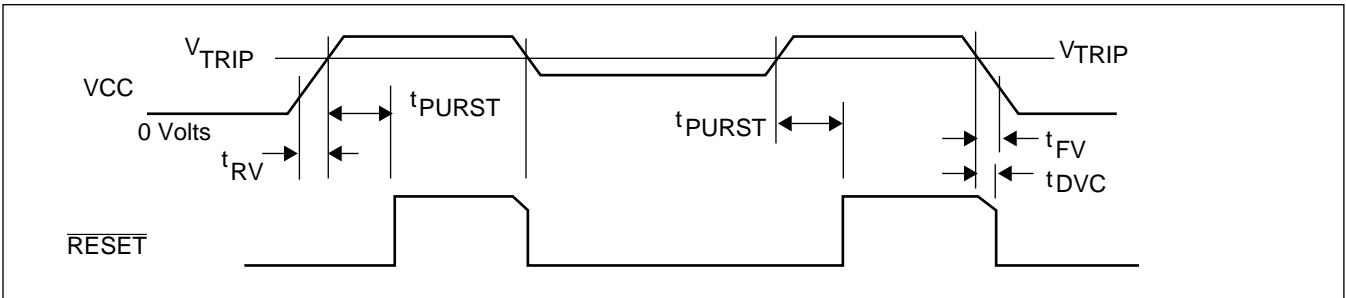 VTRIP
VTRIP
VCC
tPURST
tPURST
0 Volts
tRV
tFV
tDVC
RESET